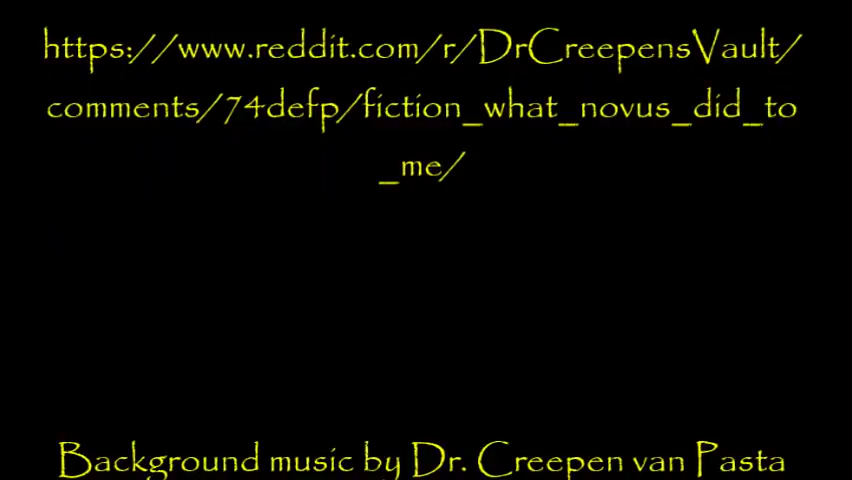 https://www.reddit.com/r/DrCreepensVault/
comments/74defp/fiction_what_novus_did_to
_me/
Background music by Dr. Creepen van Pasta